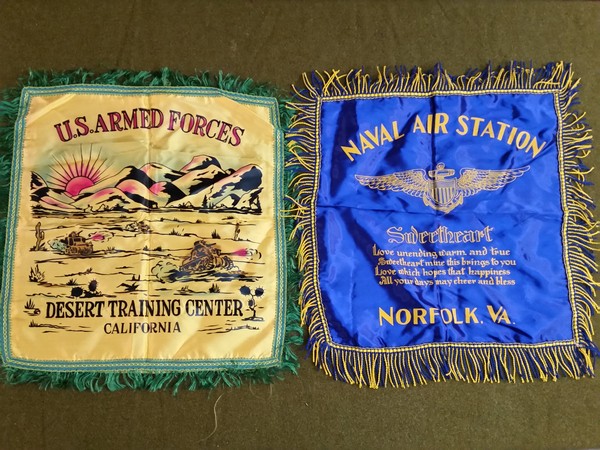 U.S. ARMED FORCES
DESERT TRAINING CENTER
CALIFORNIA
NAVAL AIR STATION
Sweetheart
Love unending warm and true
Sweetheart mine this brings to you
Love which hopes that happiness
All your days may cheer and bless
NORFOLK, VA.